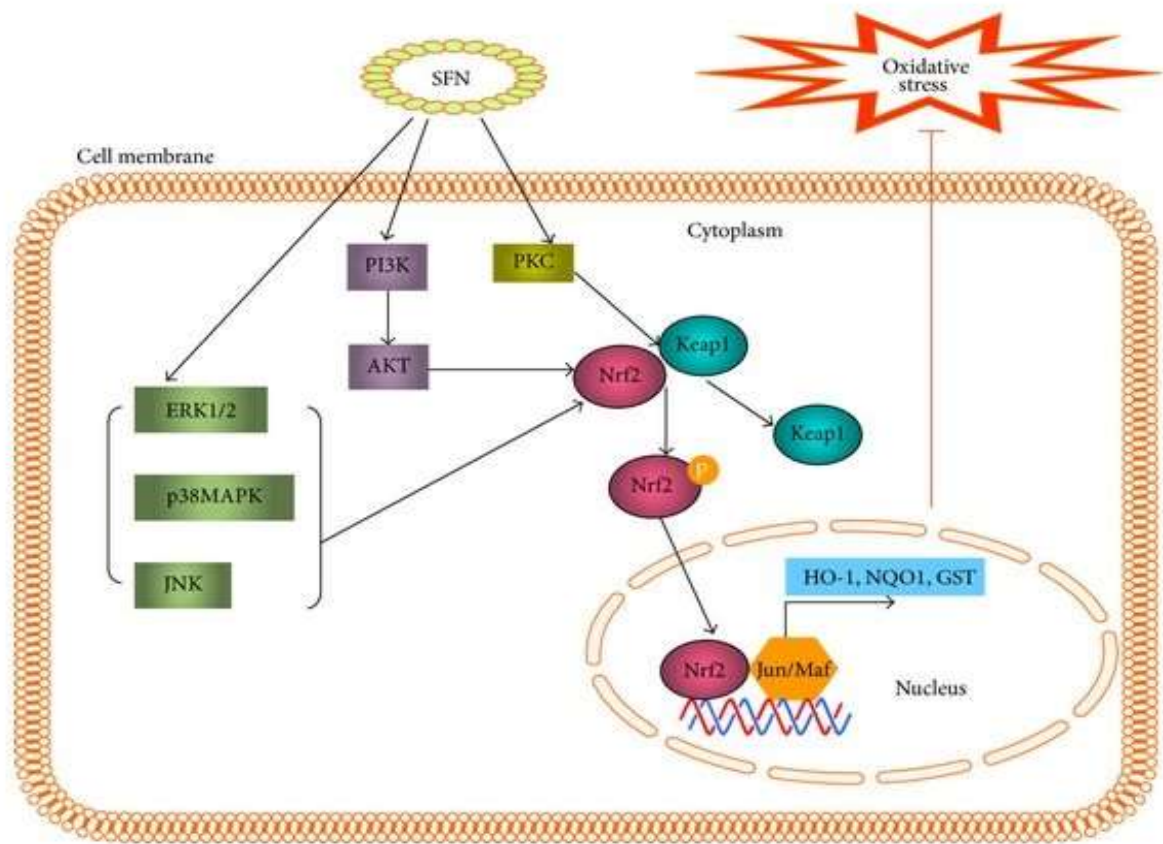 SFN
Oxidative
stress
Cell membrane
Cytoplasm
PI3K
PKC
Keap1
AKT
Nrf2
ERK1/2
Keap1
p38MAPK
Nrf2
P
JNK
HO-1, NQO1, GST
Nrf2
Jun/Maf
Nucleus